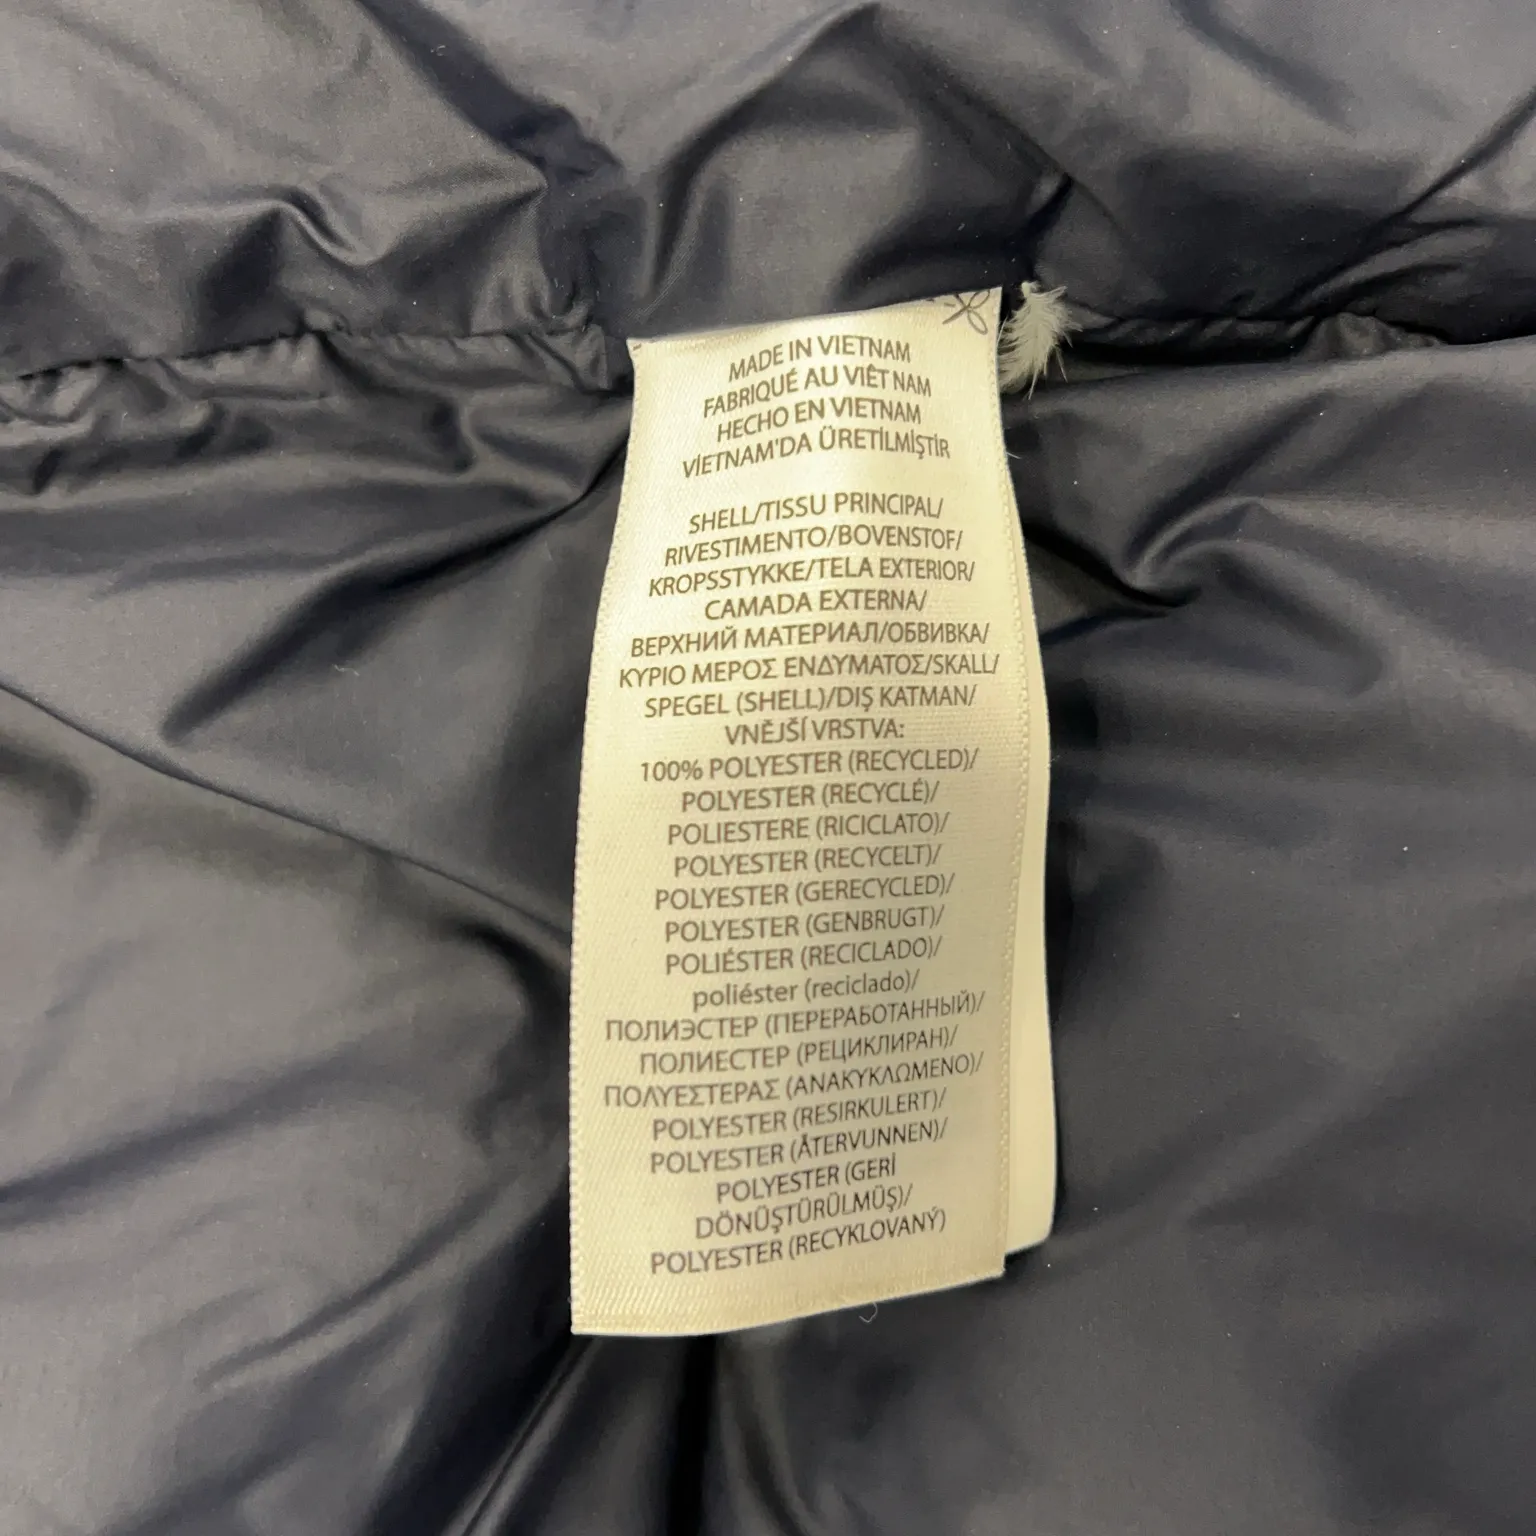 MADE IN VIETNAM
FABRIQUÉ AU VIÊT NAM
HECHO EN VIETNAM
VİETNAM'DA ÜRETİLMİŞTİR
SHELL/TISSU PRINCIPAL/
RIVESTIMENTO/BOVENSTOF/
KROPSSTYKKE/TELA EXTERIOR/
CAMADA EXTERNA/
ВЕРХНИЙ МАТЕРИАЛ/ОБВИВКА/
ΚΥΡΙΟ ΜΕΡΟΣ ΕΝΔΥΜΑΤΟΣ/SKALL/
SPEGEL (SHELL)/DIŞ KATMAN/
VNĚJŠÍ VRSTVA:
100% POLYESTER (RECYCLED)/
POLYESTER (RECYCLÉ)/
POLIESTERE (RICICLATO)/
POLYESTER (RECYCELT)/
POLYESTER (GERECYCLED)/
POLYESTER (GENBRUGT)/
POLIÉSTER (RECICLADO)/
poliéster (reciclado)/
ПОЛИЭСТЕР (ПЕРЕРАБОТАННЫЙ)/
ПОЛИЕСТЕР (РЕЦИКЛИРАН)/
ΠΟΛΥΕΣΤΕΡΑΣ (ΑΝΑΚΥΚΛΩΜΕΝΟ)/
POLYESTER (RESIRKULERT)/
POLYESTER (ÅTERVUNNEN)/
POLYESTER (GERİ
DÖNÜŞTÜRÜLMÜŞ)/
POLYESTER (RECYKLOVANÝ)